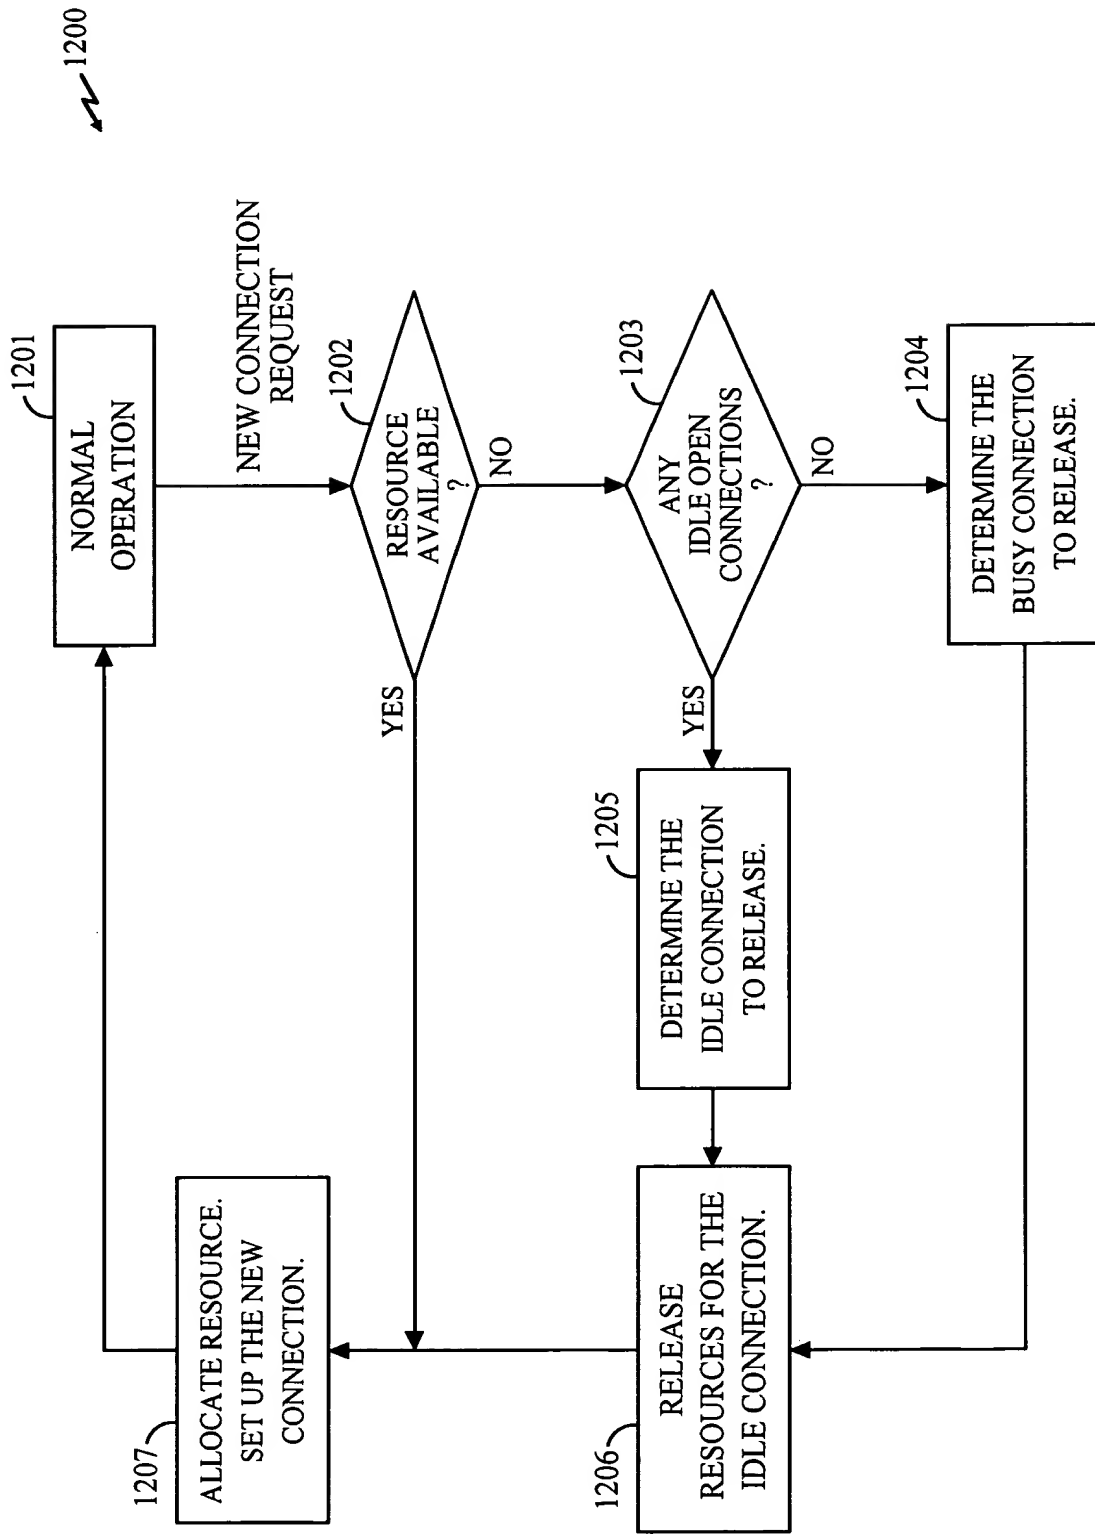 1200
1201
NORMAL
OPERATION
NEW CONNECTION
REQUEST
1202
RESOURCE
AVAILABLE
?
YES
NO
1203
ANY
IDLE OPEN
CONNECTIONS
?
YES
NO
1204
DETERMINE THE
BUSY CONNECTION
TO RELEASE.
1205
DETERMINE THE
IDLE CONNECTION
TO RELEASE.
1206
RELEASE
RESOURCES FOR THE
IDLE CONNECTION.
1207
ALLOCATE RESOURCE.
SET UP THE NEW
CONNECTION.